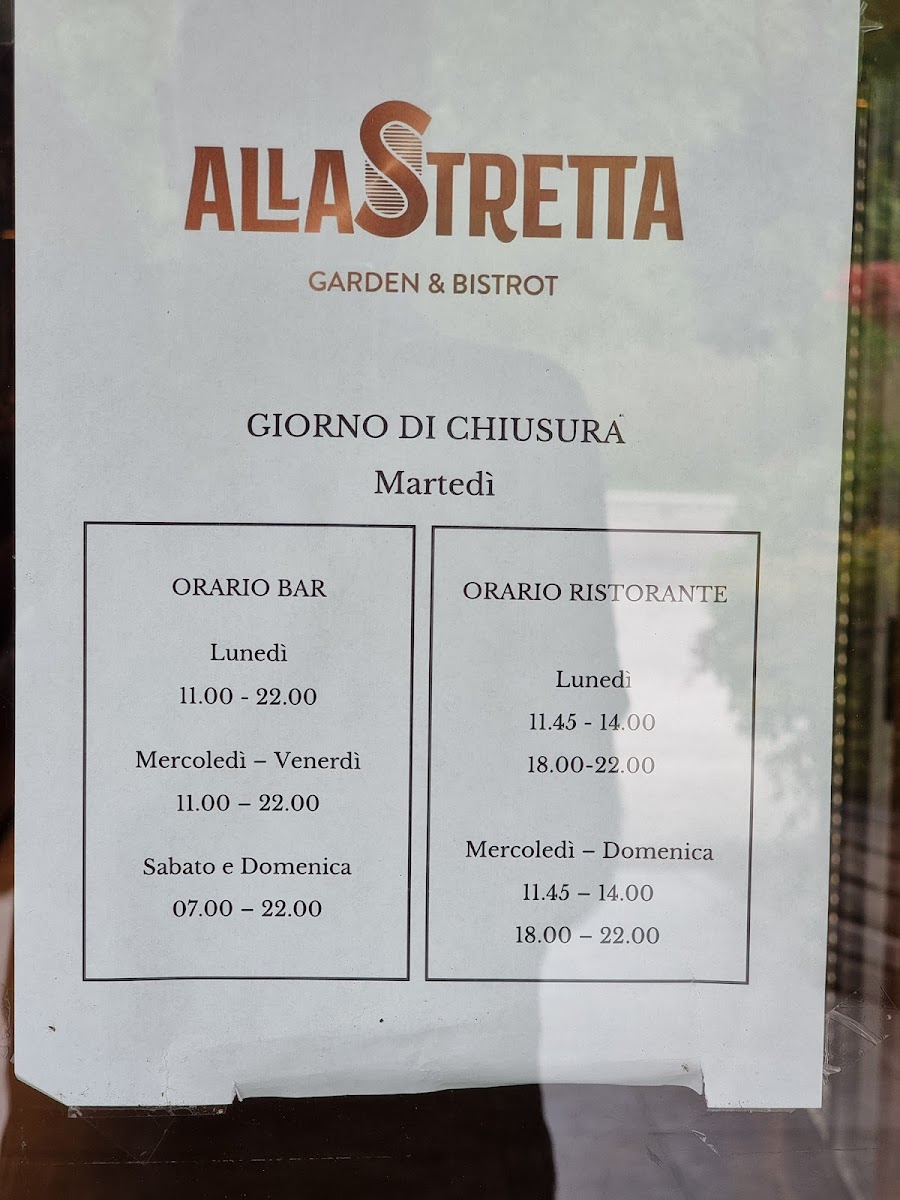 ALLA STRETTA
GARDEN & BISTROT
GIORNO DI CHIUSURA
Martedì
ORARIO BAR
Lunedì
11.00 - 22.00
Mercoledì – Venerdì
11.00 – 22.00
Sabato e Domenica
07.00 – 22.00
ORARIO RISTORANTE
Lunedì
11.45 - 14.00
18.00-22.00
Mercoledì – Domenica
11.45 – 14.00
18.00 – 22.00